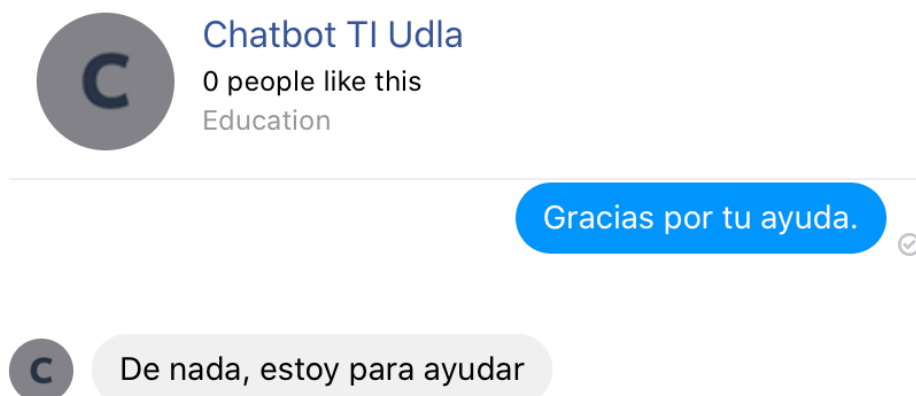 C
Chatbot TI Udla
0 people like this
Education
Gracias por tu ayuda.
C
De nada, estoy para ayudar